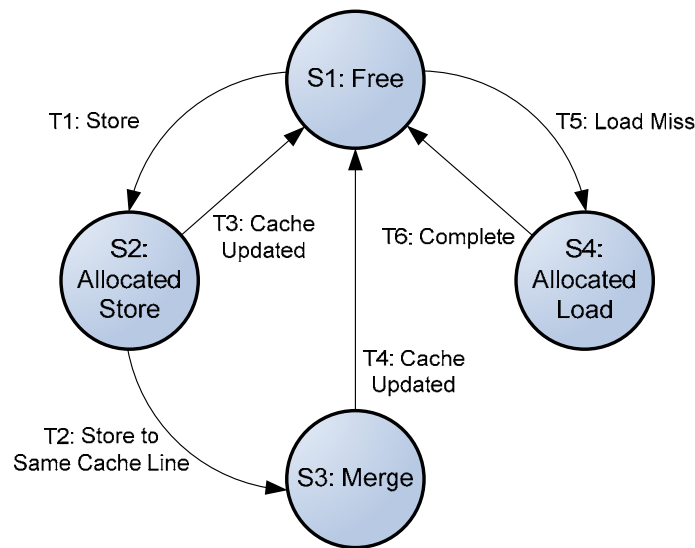 S1: Free
T1: Store
T5: Load Miss
T3: Cache
Updated
T6: Complete
S2:
Allocated
Store
S4:
Allocated
Load
T4: Cache
Updated
T2: Store to
Same Cache Line
S3: Merge